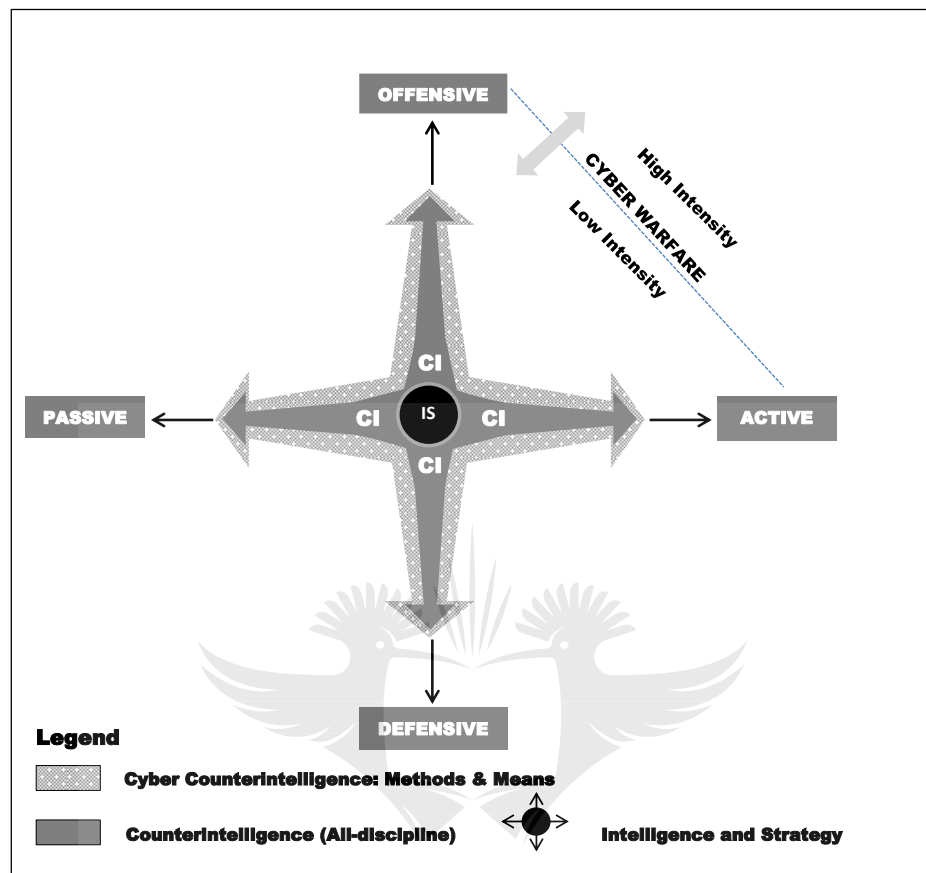 OFFENSIVE
High Intensity
CYBER WARFARE
Low Intensity
CI
PASSIVE
CI
IS
CI
ACTIVE
CI
DEFENSIVE
Legend
Cyber Counterintelligence: Methods & Means
Counterintelligence (All-discipline)
Intelligence and Strategy